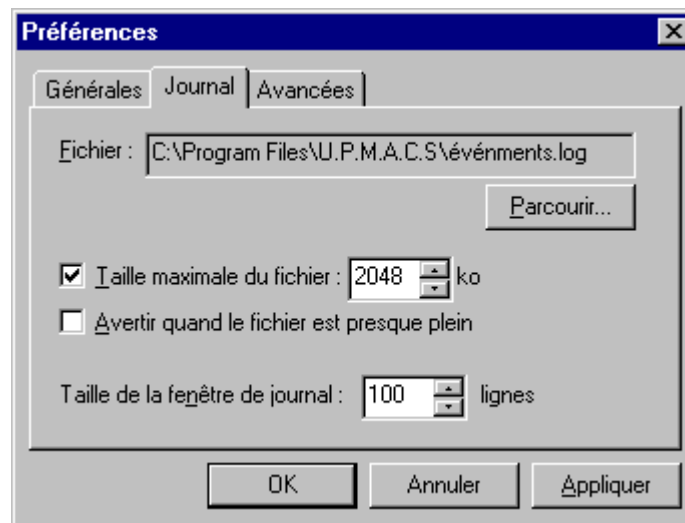 Préférences
Générales Journal Avancées
Fichier : C:\Program Files\U.P.M.A.C.S\événments.log
Parcourir...
Taille maximale du fichier : 2048 ko
Avertir quand le fichier est presque plein
Taille de la fenêtre de journal : 100 lignes
OK Annuler Appliquer